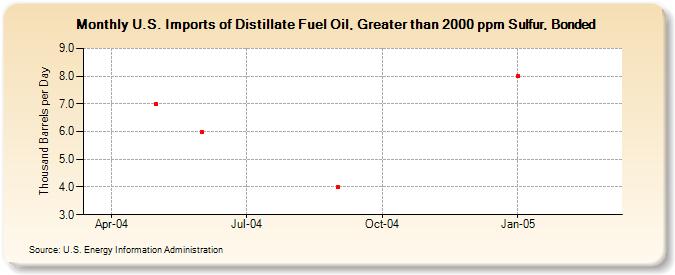 Monthly U.S. Imports of Distillate Fuel Oil, Greater than 2000 ppm Sulfur, Bonded
Thousand Barrels per Day
9.0
8.0
7.0
6.0
5.0
4.0
3.0
Apr-04 Jul-04 Oct-04 Jan-05
Source: U.S. Energy Information Administration